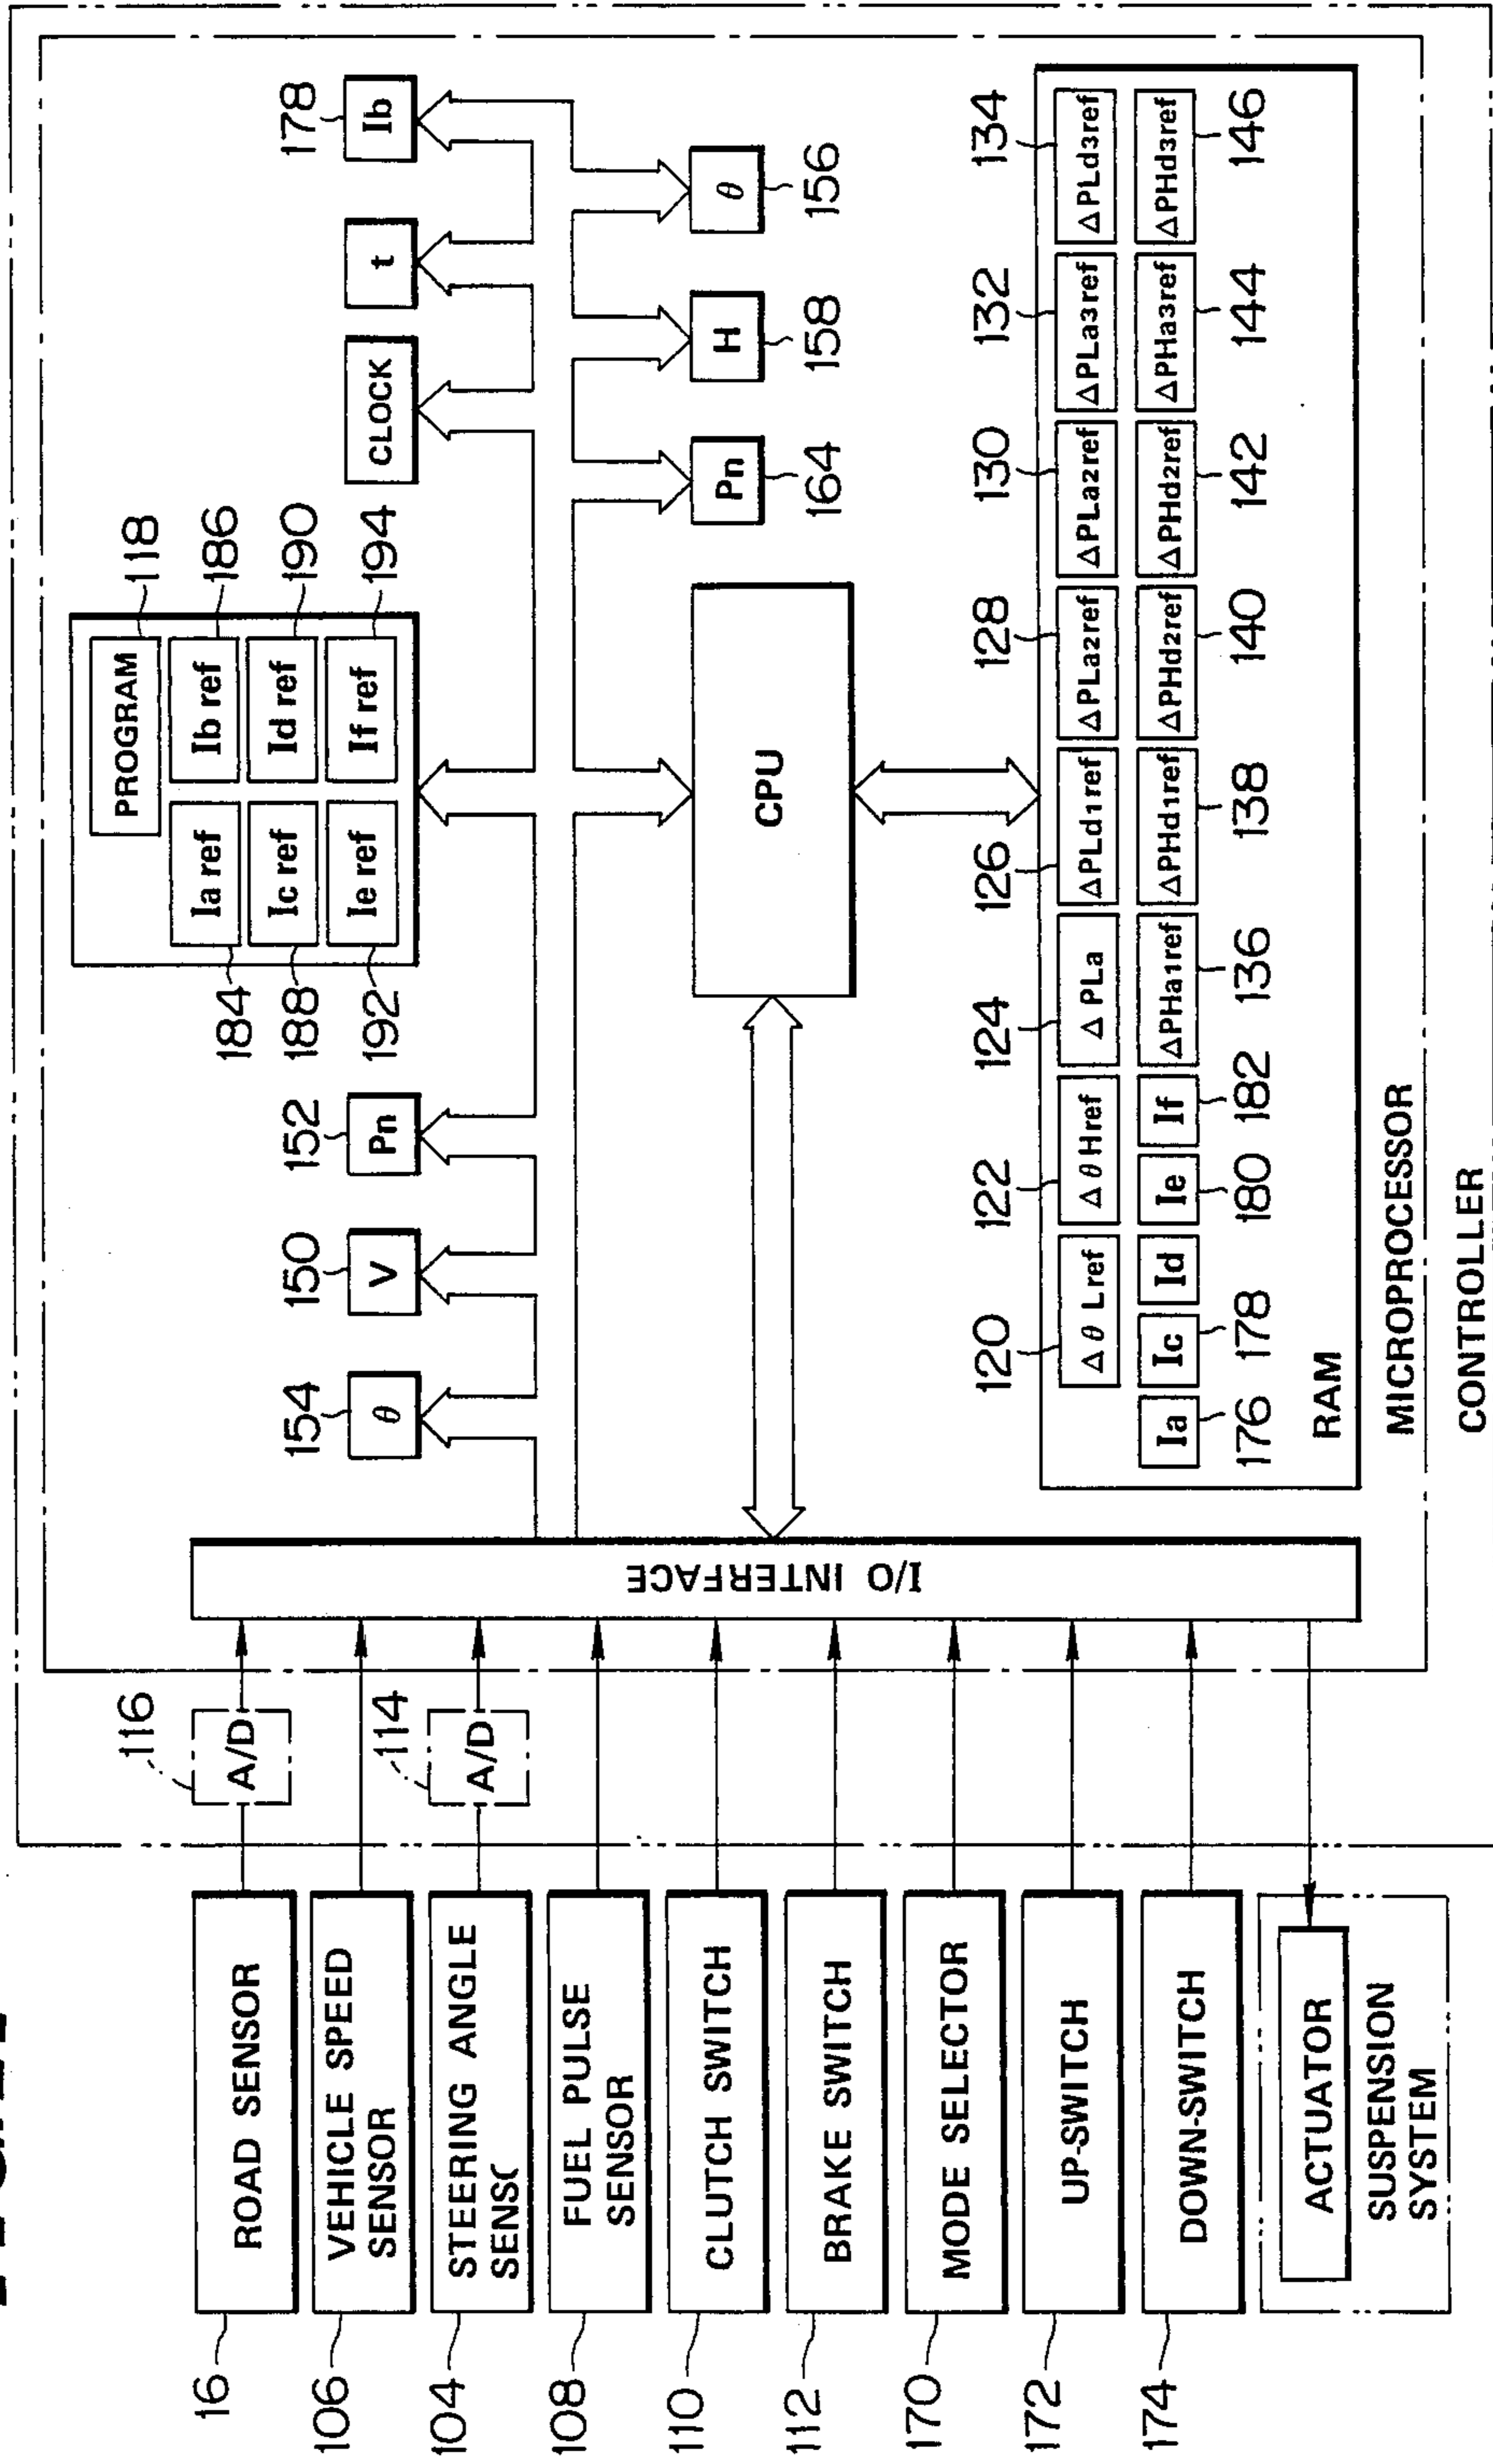 16
ROAD SENSOR
116
A/D
106
VEHICLE SPEED
SENSOR
104
STEERING ANGLE
SENS
114
A/D
108
FUEL PULSE
SENSOR
110
CLUTCH SWITCH
112
BRAKE SWITCH
170
MODE SELECTOR
172
UP-SWITCH
174
DOWN-SWITCH
ACTUATOR
SUSPENSION
SYSTEM
I/O INTERFACE
154
θ
150
V
152
Pn
PROGRAM
118
184
Ia ref
Ib ref
186
188
Ic ref
Id ref
190
192
Ie ref
If ref
194
CLOCK
t
178
Ib
CPU
Pn
164
H
158
θ
156
120
122
124
126
128
130
132
134
Δ θ Lref
Δ θ Href
Δ PLa
ΔPLd1ref
ΔPLa2ref
ΔPLa2ref
ΔPLa3ref
ΔPLd3ref
Ia
Ic
Id
Ie
If
ΔPHa1ref
ΔPHd1ref
ΔPHd2ref
ΔPHd2ref
ΔPHa3ref
ΔPHd3ref
176
178
180
182
136
138
140
142
144
146
RAM
MICROPROCESSOR
CONTROLLER